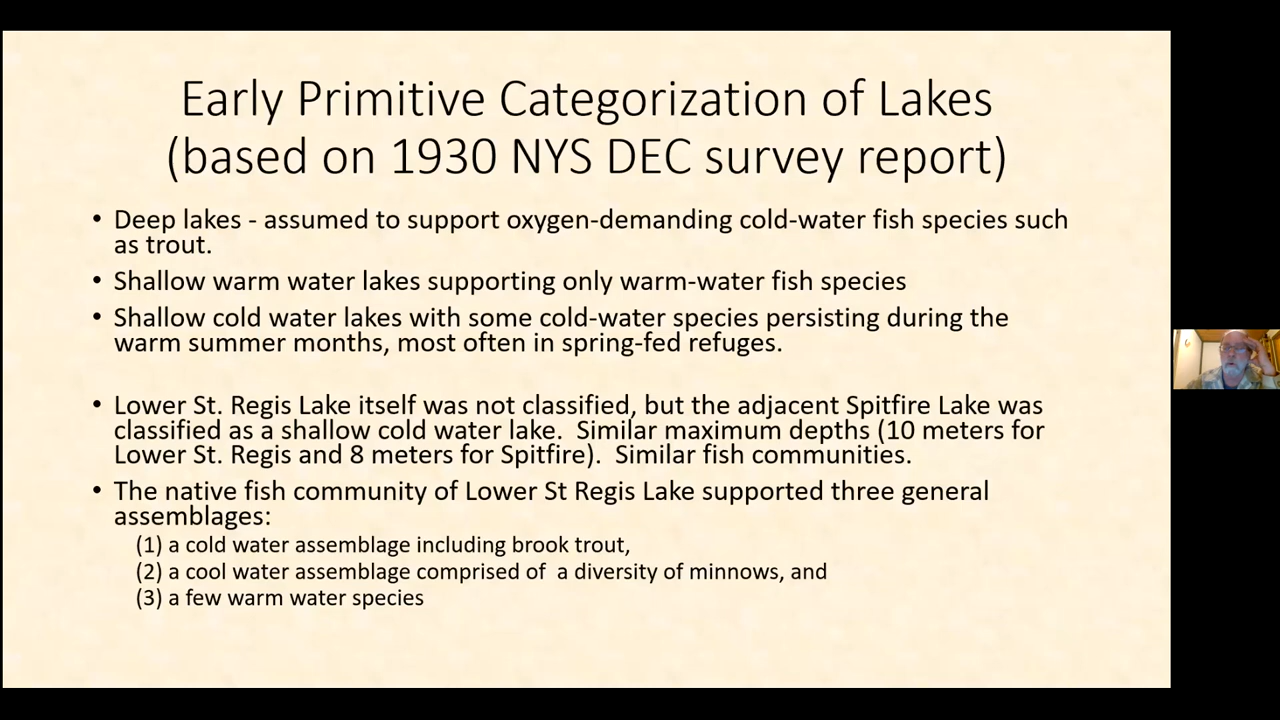 Early Primitive Categorization of Lakes
(based on 1930 NYS DEC survey report)
• Deep lakes - assumed to support oxygen-demanding cold-water fish species such
as trout.
• Shallow warm water lakes supporting only warm-water fish species
• Shallow cold water lakes with some cold-water species persisting during the
warm summer months, most often in spring-fed refuges.
• Lower St. Regis Lake itself was not classified, but the adjacent Spitfire Lake was
classified as a shallow cold water lake.  Similar maximum depths (10 meters for
Lower St. Regis and 8 meters for Spitfire).  Similar fish communities.
• The native fish community of Lower St Regis Lake supported three general
assemblages:
(1) a cold water assemblage including brook trout,
(2) a cool water assemblage comprised of  a diversity of minnows, and
(3) a few warm water species